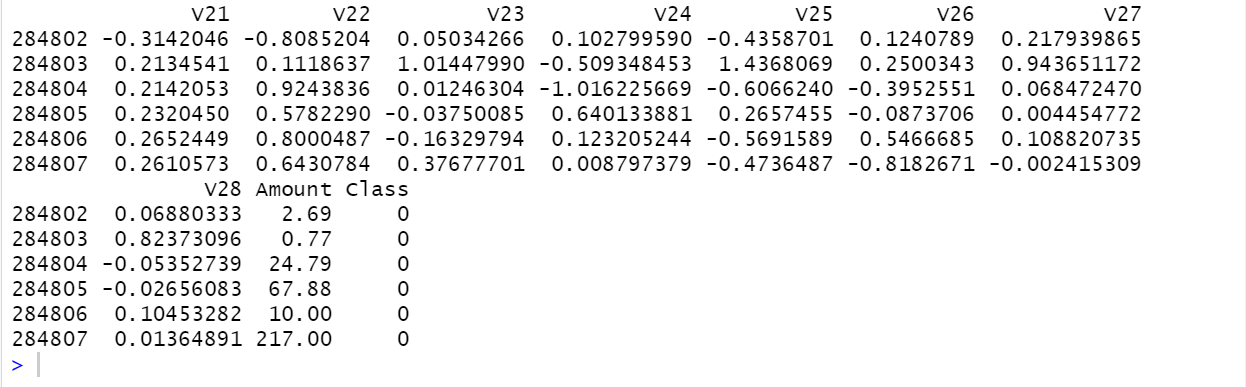 V21 V22 V23 V24 V25 V26 V27
284802 -0.3142046 -0.8085204 0.05034266 0.102799590 -0.4358701 0.1240789 0.217939865
284803 0.2134541 0.1118637 1.01447990 -0.509348453 1.4368069 0.2500343 0.943651172
284804 0.2142053 0.9243836 0.01246304 -1.016225669 -0.6066240 -0.3952551 0.068472470
284805 0.2320450 0.5782290 -0.03750085 0.640133881 0.2657455 -0.0873706 0.004454772
284806 0.2652449 0.8000487 -0.16329794 0.123205244 -0.5691589 0.5466685 0.108820735
284807 0.2610573 0.6430784 0.37677701 0.008797379 -0.4736487 -0.8182671 -0.002415309
V28 Amount Class
284802 0.06880333 2.69 0
284803 0.82373096 0.77 0
284804 -0.05352739 24.79 0
284805 -0.02656083 67.88 0
284806 0.10453282 10.00 0
284807 0.01364891 217.00 0
>